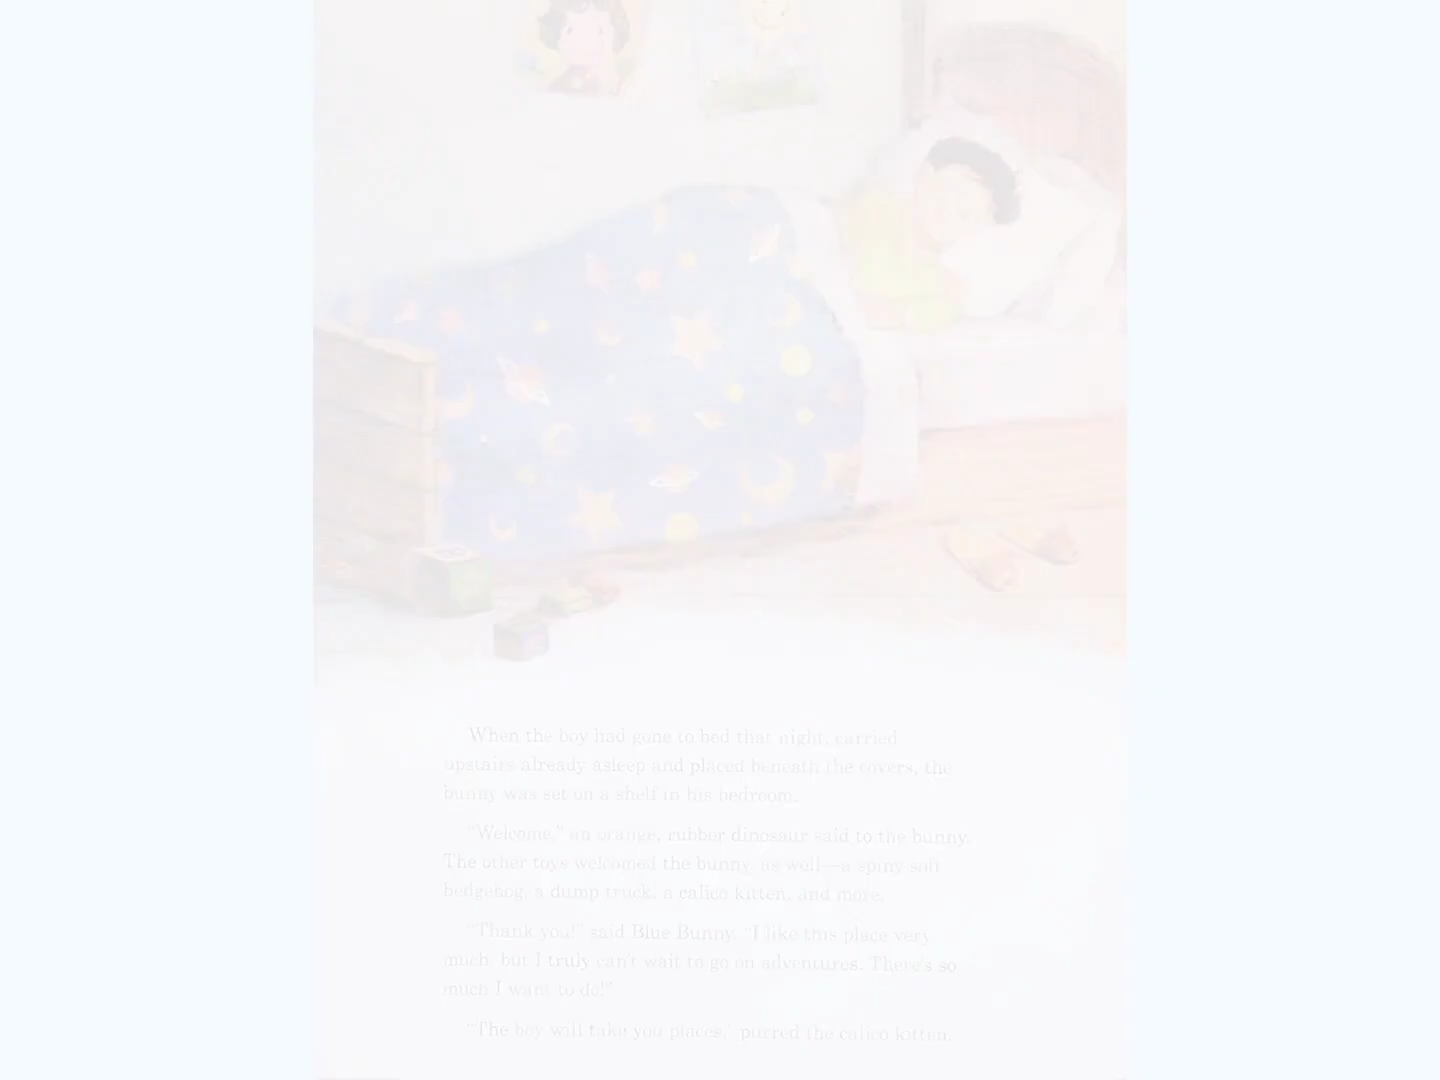 When the boy had gone to bed that night, carried
upstairs already asleep and placed beneath the covers, the
bunny was set on a shelf in his bedroom.
“Welcome,” an orange, rubber dinosaur said to the bunny.
The other toys welcomed the bunny, as well—a spiny-soft
hedgehog, a dump truck, a calico kitten, and more.
“Thank you!” said Blue Bunny. “I like this place very
much, but I truly can’t wait to go on adventures. There’s so
much I want to do!”
“The boy will take you places,” purred the calico kitten.